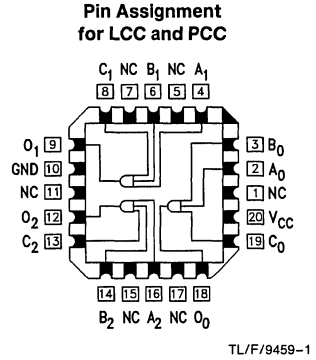 Pin Assignment
for LCC and PCC
C1 NC B1 NC A1
8 7 6 5 4
O1 9
3 B0
GND 10
2 A0
NC 11
1 NC
O2 12
20 VCC
C2 13
19 C0
14 15 16 17 18
B2 NC A2 NC O0
TL/F/9459–1